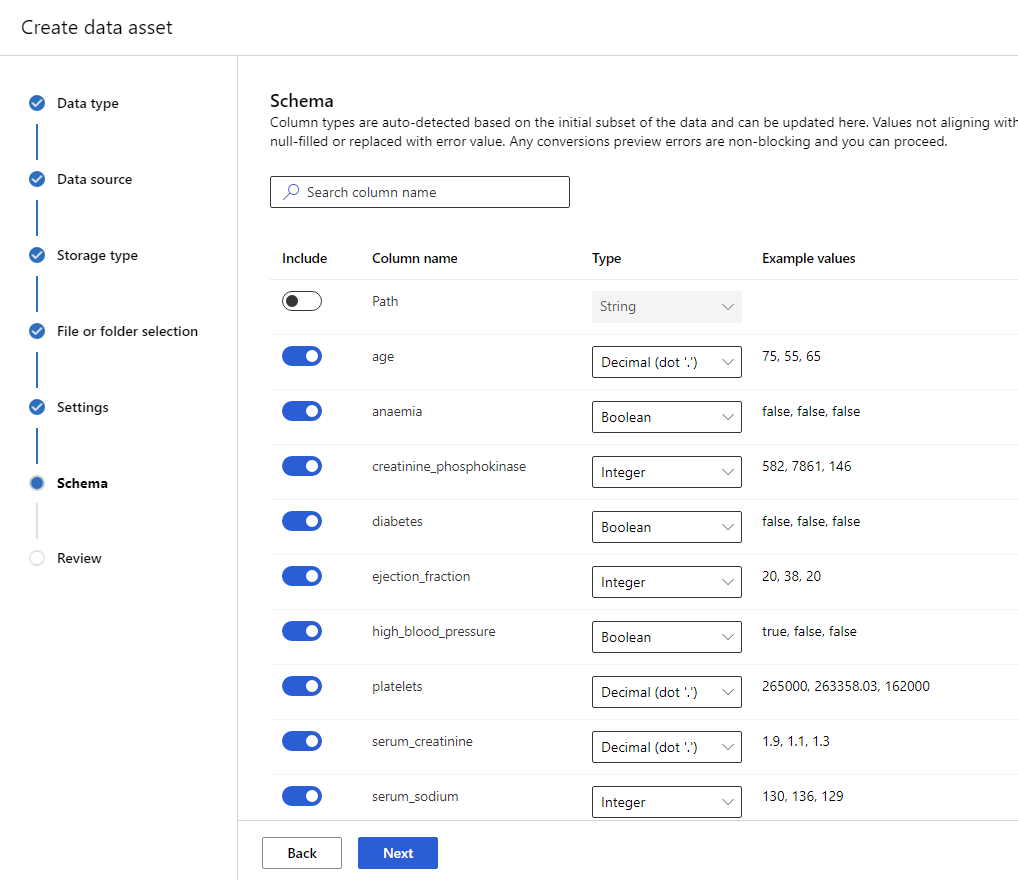 Create data asset
Data type
Data source
Storage type
File or folder selection
Settings
Schema
Review
Schema
Column types are auto-detected based on the initial subset of the data and can be updated here. Values not aligning with
null-filled or replaced with error value. Any conversions preview errors are non-blocking and you can proceed.
Search column name
Include Column name Type Example values
Path String
age Decimal (dot '.') 75, 55, 65
anaemia Boolean false, false, false
creatinine_phosphokinase Integer 582, 7861, 146
diabetes Boolean false, false, false
ejection_fraction Integer 20, 38, 20
high_blood_pressure Boolean true, false, false
platelets Decimal (dot '.') 265000, 263358.03, 162000
serum_creatinine Decimal (dot '.') 1.9, 1.1, 1.3
serum_sodium Integer 130, 136, 129
Back Next